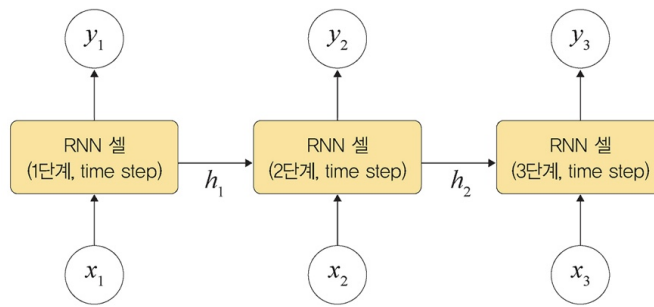 y1 y2 y3
RNN 셀 RNN 셀 RNN 셀
(1단계, time step) (2단계, time step) (3단계, time step)
h1 h2
x1 x2 x3